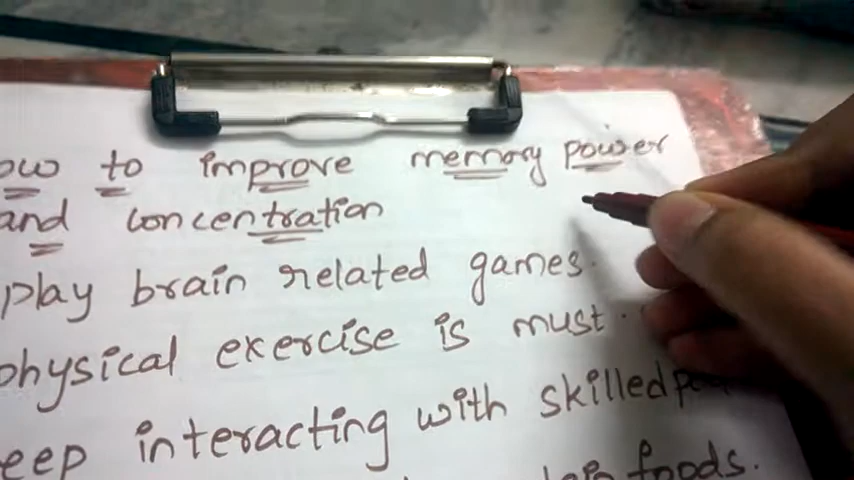 ow to improve memory power
and concentration
play brain related games.
physical exercise is must.
eep interacting with skilled
foods.